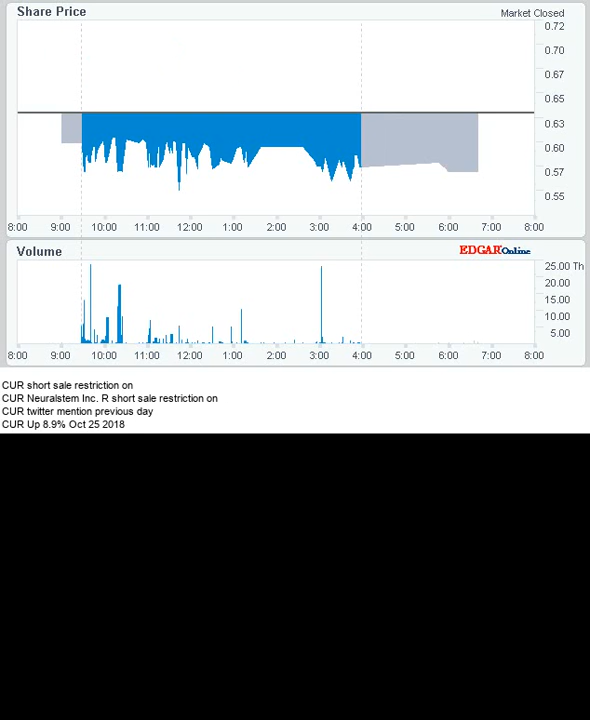 Share Price
Market Closed
0.72
0.70
0.67
0.65
0.63
0.60
0.57
0.55
8:00 9:00 10:00 11:00 12:00 1:00 2:00 3:00 4:00 5:00 6:00 7:00 8:00
Volume
EDGAR Online
25.00 Th
20.00
15.00
10.00
5.00
8:00 9:00 10:00 11:00 12:00 1:00 2:00 3:00 4:00 5:00 6:00 7:00 8:00
CUR short sale restriction on
CUR Neuralstem Inc. R short sale restriction on
CUR twitter mention previous day
CUR Up 8.9% Oct 25 2018